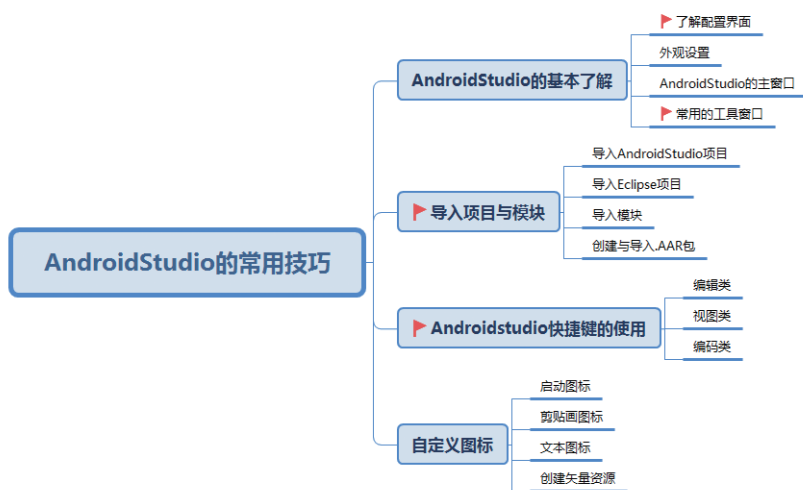 AndroidStudio的常用技巧
AndroidStudio的基本了解
了解配置界面
外观设置
AndroidStudio的主窗口
常用的工具窗口
导入项目与模块
导入AndroidStudio项目
导入Eclipse项目
导入模块
创建与导入.AAR包
Androidstudio快捷键的使用
编辑类
视图类
编码类
自定义图标
启动图标
剪贴画图标
文本图标
创建矢量资源